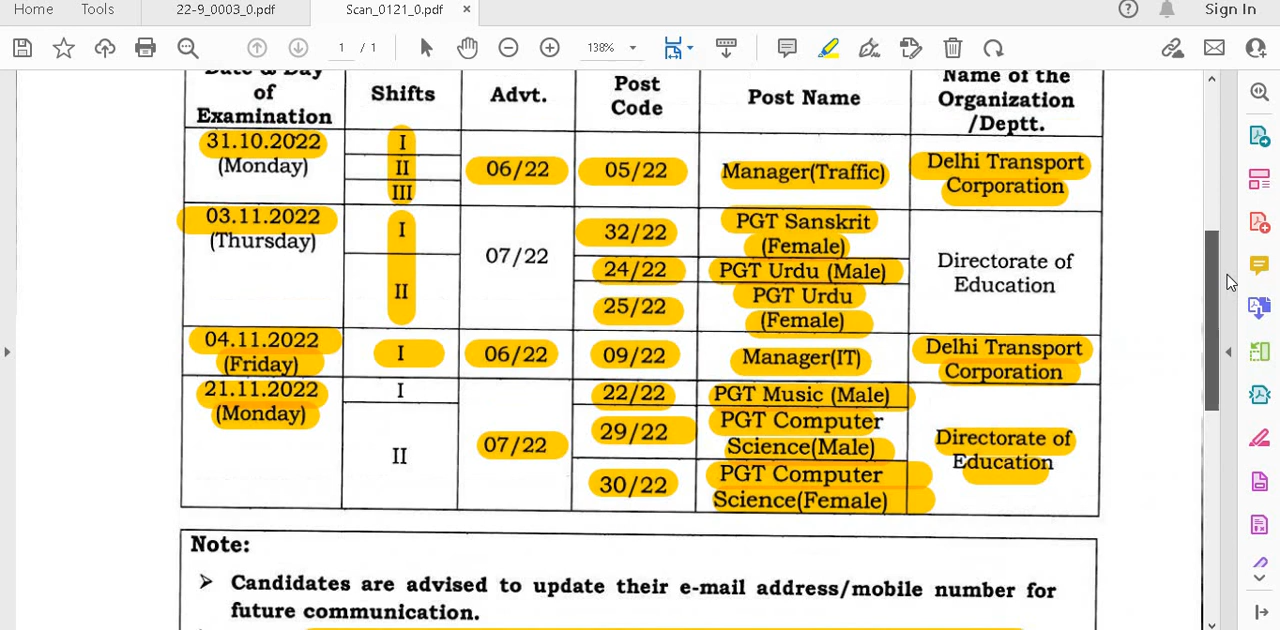 Home Tools 22-9_0003_0.pdf Scan_0121_0.pdf × Sign In
1 / 1 138%
Date & Day of Examination Shifts Advt. Post Code Post Name Name of the Organization /Deptt.
31.10.2022
(Monday)
I
II
III
06/22
05/22
Manager(Traffic)
Delhi Transport
Corporation
03.11.2022
(Thursday)
I
II
07/22
32/22
PGT Sanskrit
(Female)
24/22
PGT Urdu (Male)
25/22
PGT Urdu
(Female)
Directorate of
Education
04.11.2022
(Friday)
I
06/22
09/22
Manager(IT)
Delhi Transport
Corporation
21.11.2022
(Monday)
I
II
07/22
22/22
PGT Music (Male)
29/22
PGT Computer
Science(Male)
30/22
PGT Computer
Science(Female)
Directorate of
Education
Note:
➢ Candidates are advised to update their e-mail address/mobile number for
future communication.